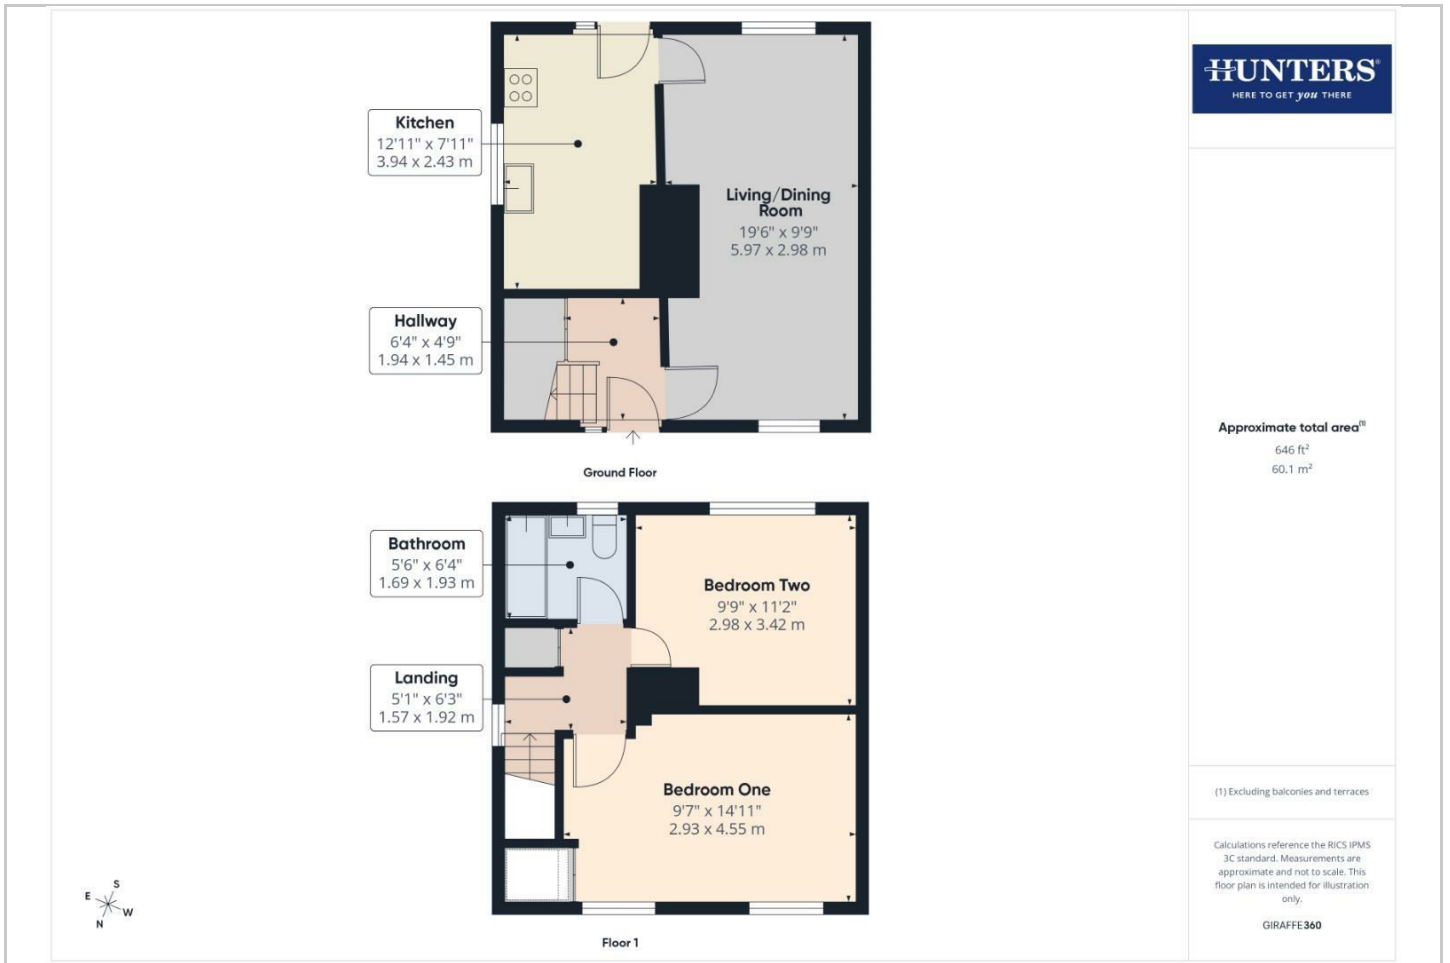 Kitchen
12'11" x 7'11"
3.94 x 2.43 m
Living/Dining
Room
19'6" x 9'9"
5.97 x 2.98 m
Hallway
6'4" x 4'9"
1.94 x 1.45 m
Ground Floor
Bathroom
5'6" x 6'4"
1.69 x 1.93 m
Bedroom Two
9'9" x 11'2"
2.98 x 3.42 m
Landing
5'1" x 6'3"
1.57 x 1.92 m
Bedroom One
9'7" x 14'11"
2.93 x 4.55 m
Floor 1
S
E
W
N
HUNTERS®
HERE TO GET you THERE
Approximate total area(1)
646 ft²
60.1 m²
(1) Excluding balconies and terraces
Calculations reference the RICS IPMS
3C standard. Measurements are
approximate and not to scale. This
floor plan is intended for illustration
only.
GIRAFFE360